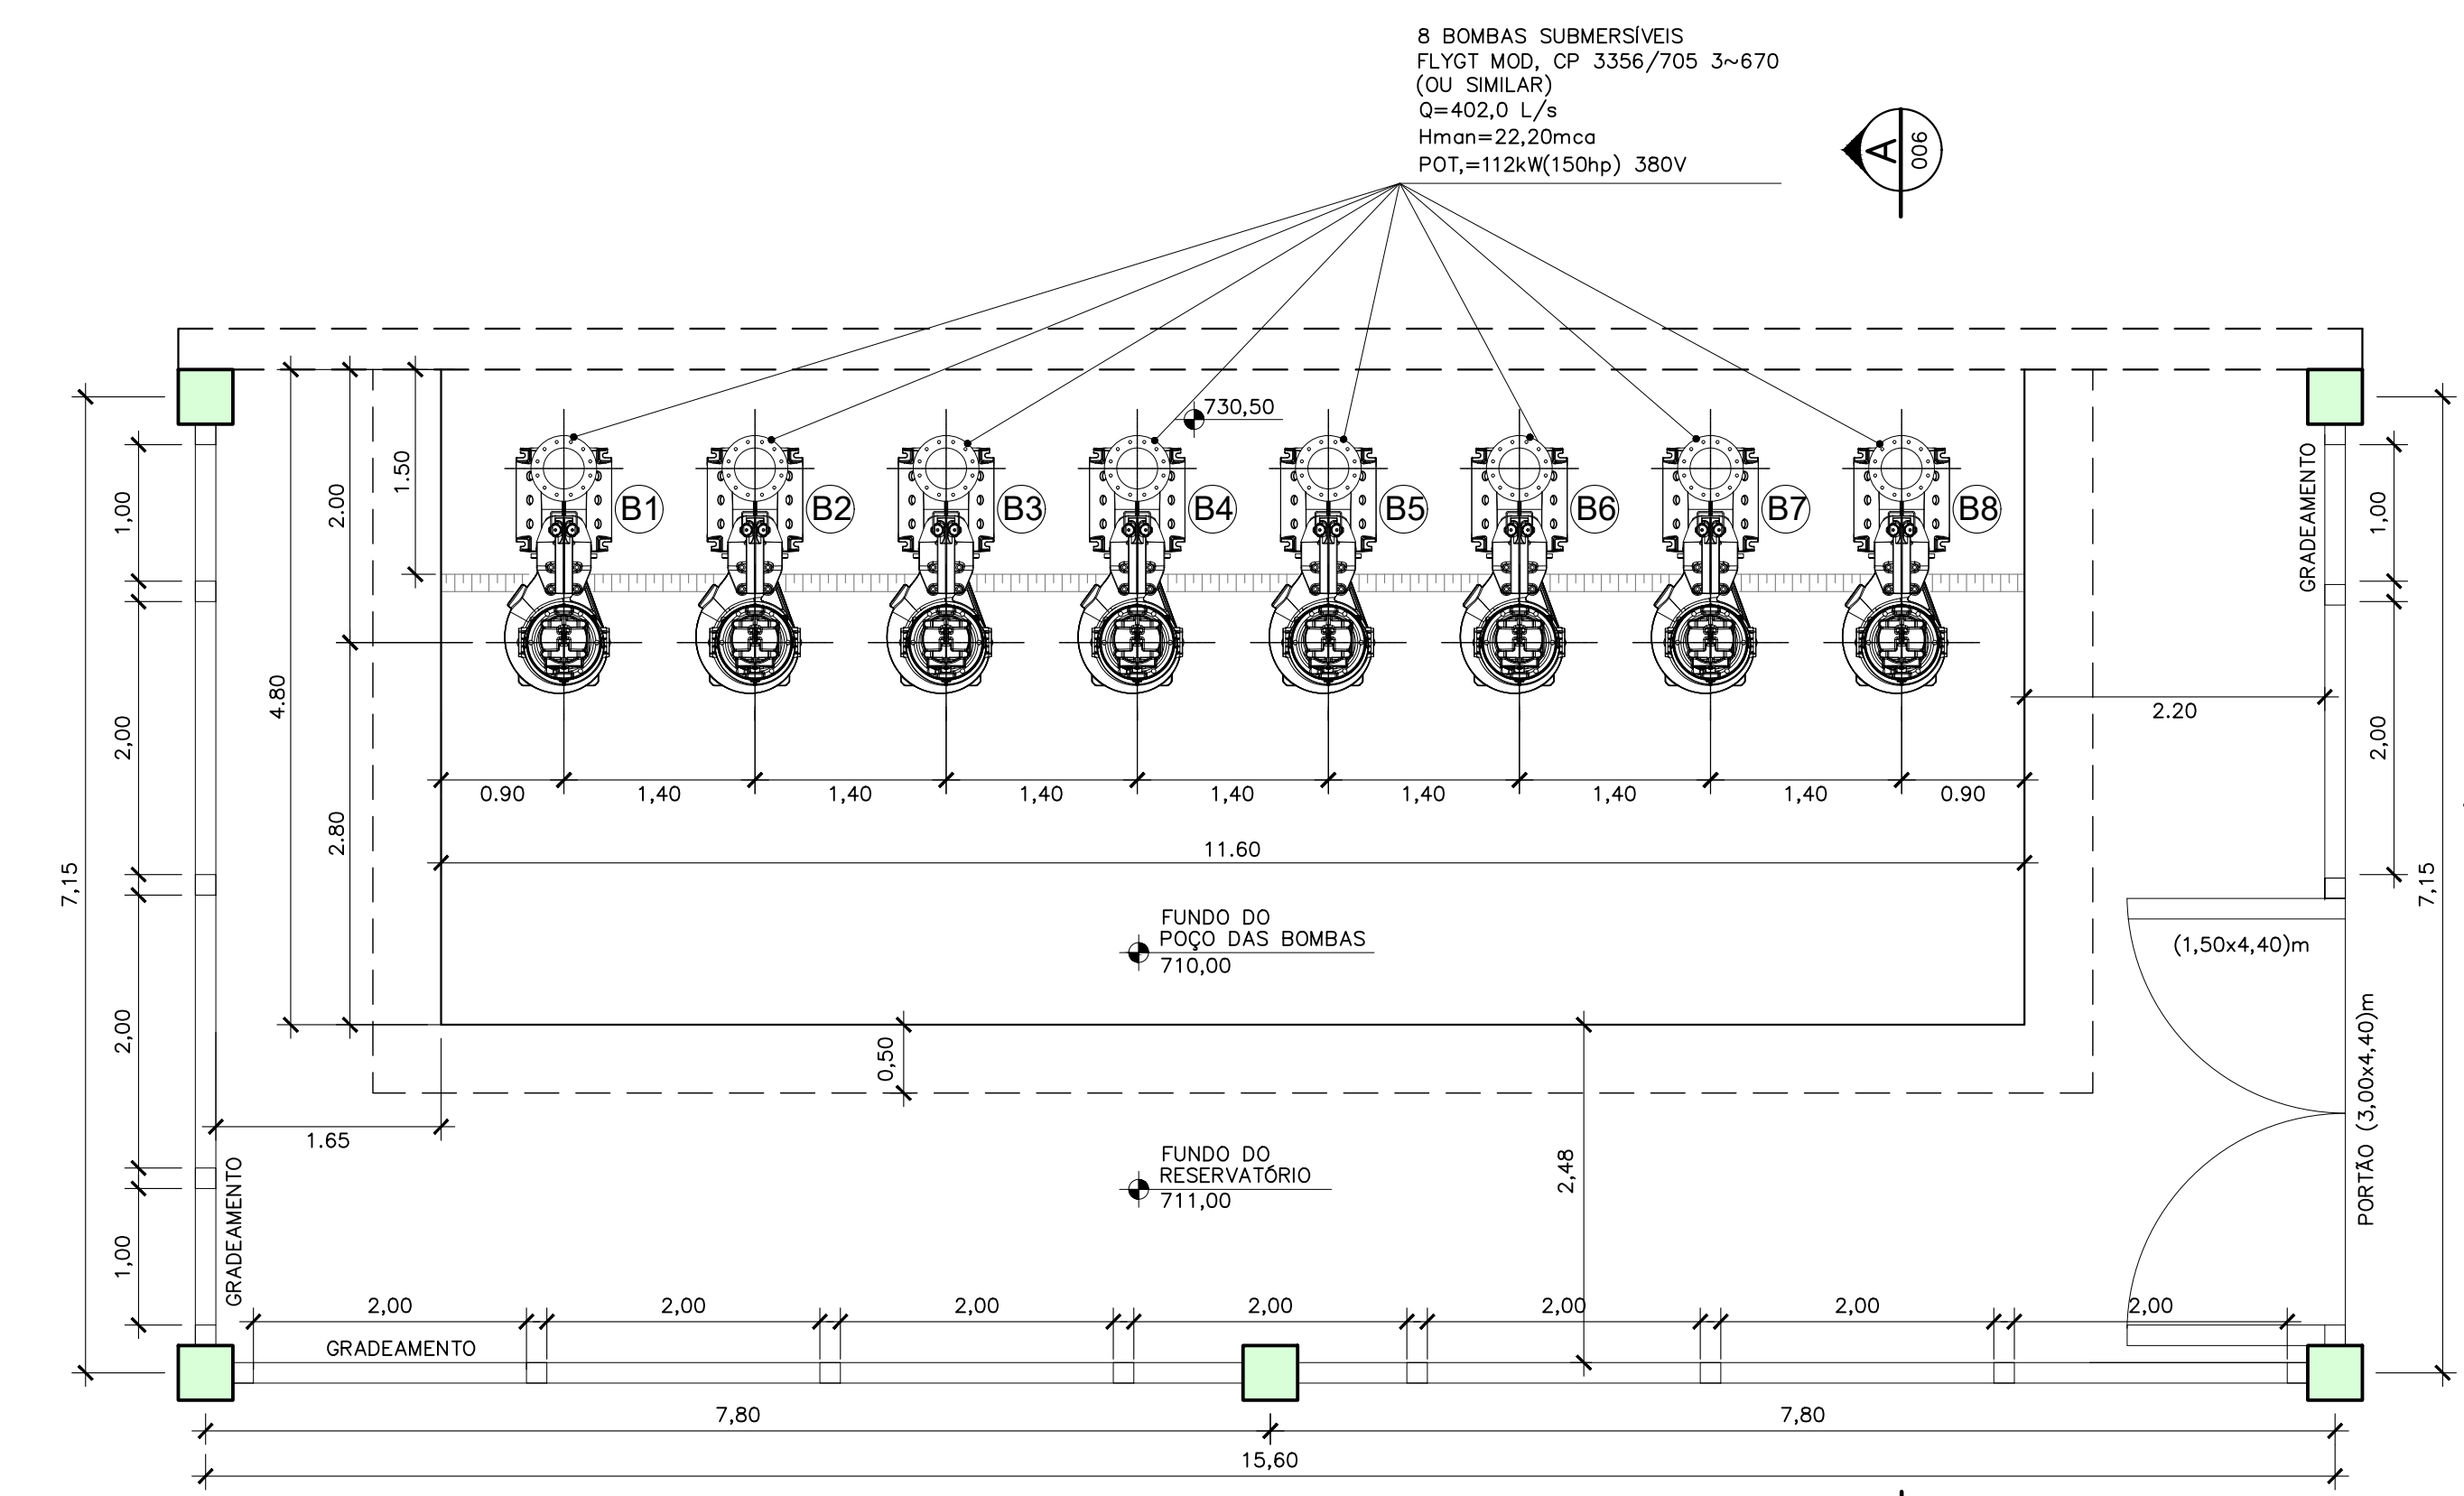 8 BOMBAS SUBMERSÍVEIS
FLYGT MOD, CP 3356/705 3~670
(OU SIMILAR)
Q=402,0 L/s
Hman=22,20mca
POT,=112kW(150hp) 380V
A
006
730,50
B1
B2
B3
B4
B5
B6
B7
B8
1.50
2.00
4.80
2.80
7,15
1,00
2,00
2,00
1,00
GRADEAMENTO
1,00
2,00
7,15
2.20
0.90
1,40
1,40
1,40
1,40
1,40
1,40
1,40
0.90
11.60
FUNDO DO
POÇO DAS BOMBAS
710,00
(1,50x4,40)m
PORTÃO (3,00x4,40)m
0,50
1.65
2,48
FUNDO DO
RESERVATÓRIO
711,00
GRADEAMENTO
2,00
2,00
2,00
2,00
2,00
2,00
2,00
GRADEAMENTO
7,80
7,80
15,60